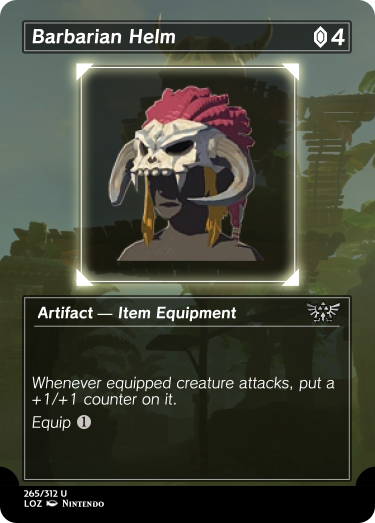 Barbarian Helm 4
Artifact — Item Equipment
Whenever equipped creature attacks, put a
+1/+1 counter on it.
Equip 1
265/312 U
LOZ Nintendo